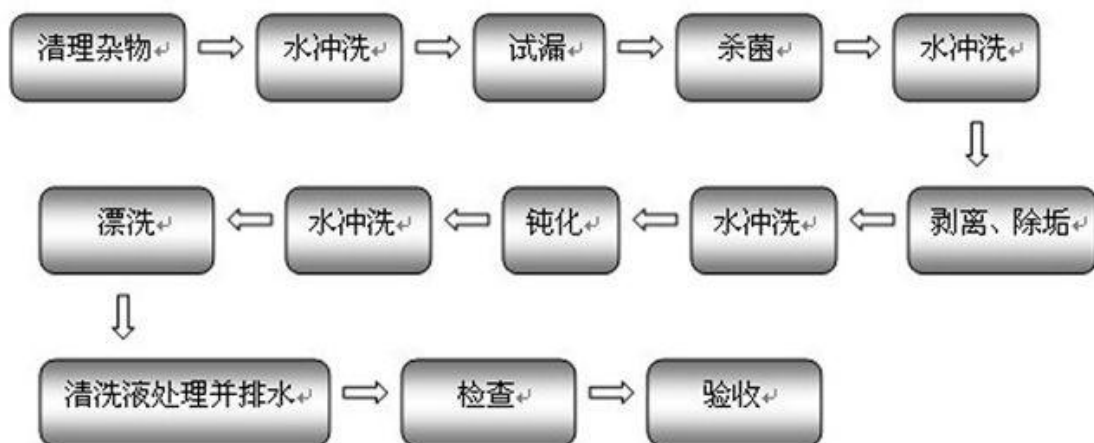 清理杂物 水冲洗 试漏 杀菌 水冲洗
剥离、除垢 水冲洗 钝化 水冲洗 漂洗
清洗液处理并排水 检查 验收